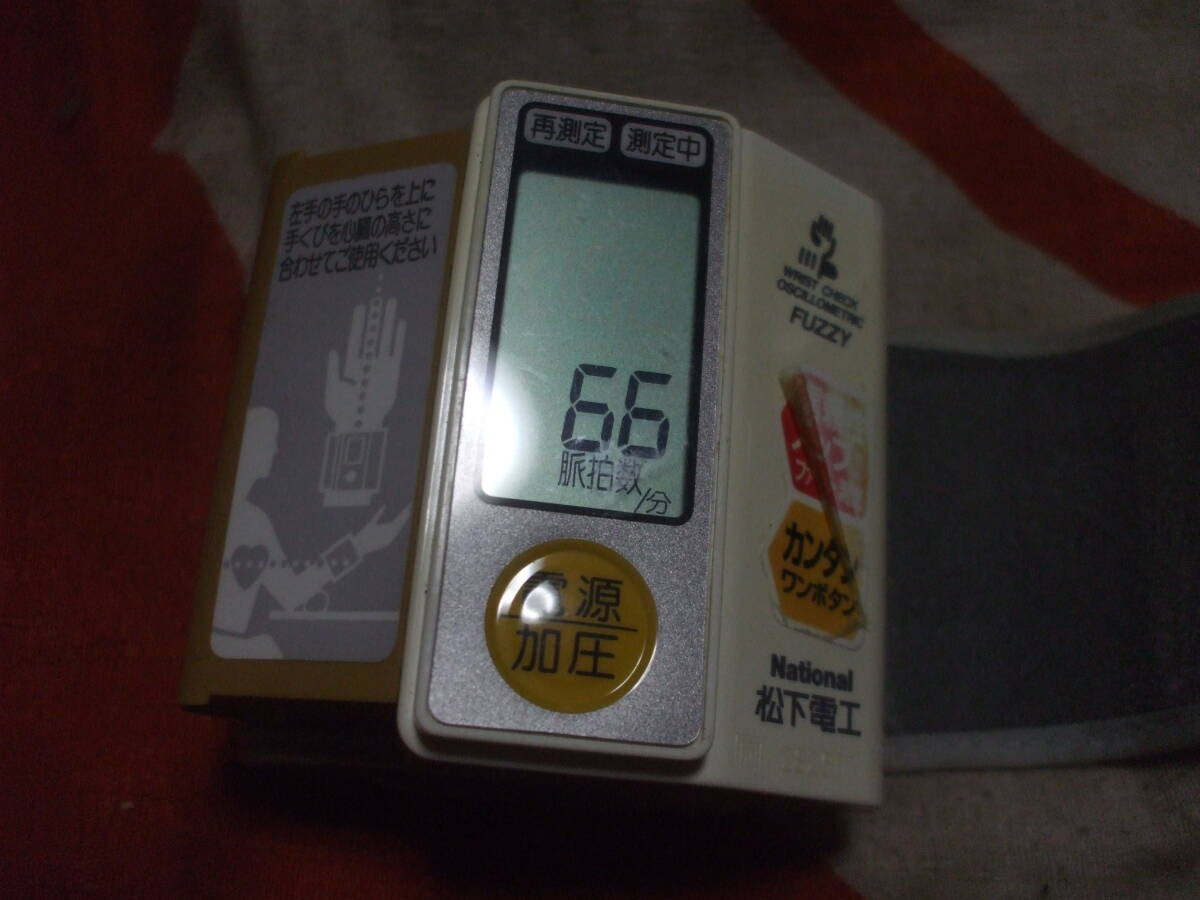 左手の手のひらを上に
手くびを心臓の高さに
合わせてご使用ください
再測定 測定中
66
脈拍数
/分
電源
加圧
WRIST CHECK
OSCILLOMETRIC
FUZZY
カンタン
ワンボタン
National
松下電工